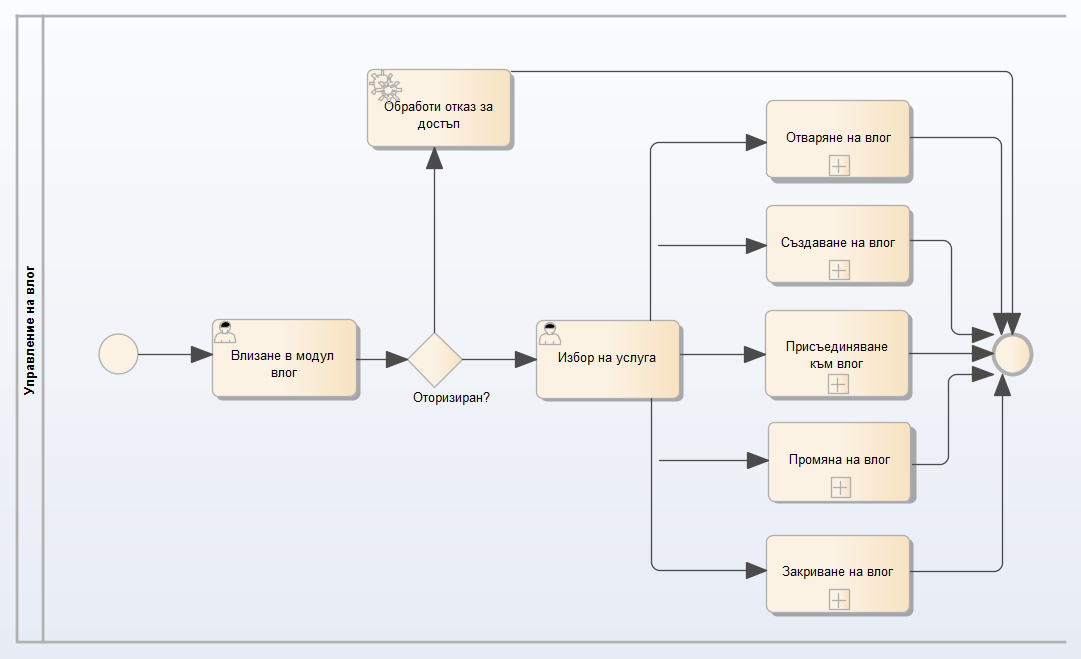 Управление на влог
Обработи отказ за
достъп
Влизане в модул
влог
Оторизиран?
Избор на услуга
Отваряне на влог
Създаване на влог
Присъединяване
към влог
Промяна на влог
Закриване на влог